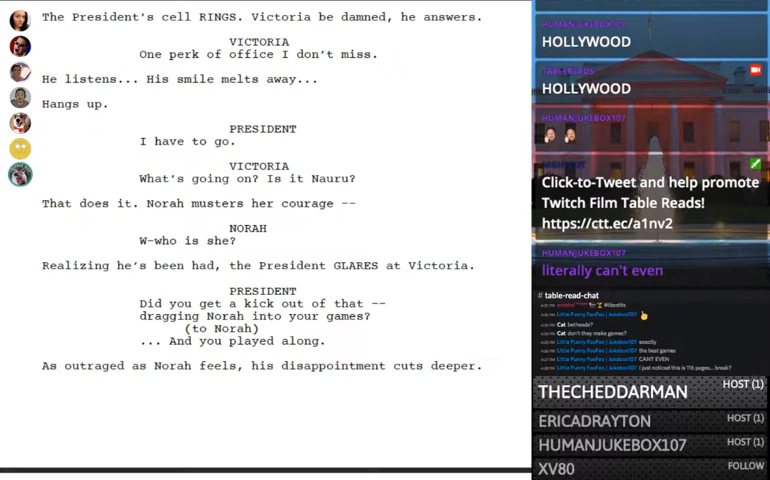 The President's cell RINGS. Victoria be damned, he answers.
VICTORIA
One perk of office I don't miss.
He listens... His smile melts away...
Hangs up.
PRESIDENT
I have to go.
VICTORIA
What's going on? Is it Nauru?
That does it. Norah musters her courage --
NORAH
W-who is she?
Realizing he's been had, the President GLARES at Victoria.
PRESIDENT
Did you get a kick out of that --
dragging Norah into your games?
(to Norah)
... And you played along.
As outraged as Norah feels, his disappointment cuts deeper.
HUMANJUKEBOX107
HOLLYWOOD
TABLEREADS
HOLLYWOOD
HUMANJUKEBOX107
Click-to-Tweet and help promote
Twitch Film Table Reads!
https://ctt.ec/a1nv2
HUMANJUKEBOX107
literally can't even
# table-read-chat
Little Funny FooFoo | Jukebox107
Cat betheads?
Cat don't they make games?
Little Funny FooFoo | Jukebox107 exactly
Little Funny FooFoo | Jukebox107 the best games
Little Funny FooFoo | Jukebox107 CANT EVEN
Little Funny FooFoo | Jukebox107 I just noticed this is 116 pages... break?
THECHEDDARMAN HOST (1)
ERICADRAYTON HOST (1)
HUMANJUKEBOX107 HOST (1)
XV80 FOLLOW